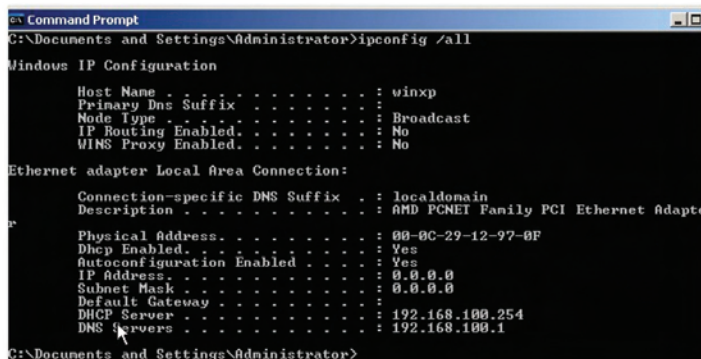 Command Prompt
C:\Documents and Settings\Administrator>ipconfig /all
Windows IP Configuration
Host Name . . . . . . . . . . . . : winxp
Primary Dns Suffix . . . . . . . :
Node Type . . . . . . . . . . . . : Broadcast
IP Routing Enabled. . . . . . . . : No
WINS Proxy Enabled. . . . . . . . : No
Ethernet adapter Local Area Connection:
Connection-specific DNS Suffix . : localdomain
Description . . . . . . . . . . . : AMD PCNET Family PCI Ethernet Adapte
r
Physical Address. . . . . . . . . : 00-0C-29-12-97-0F
Dhcp Enabled. . . . . . . . . . . : Yes
Autoconfiguration Enabled . . . . : Yes
IP Address. . . . . . . . . . . . : 0.0.0.0
Subnet Mask . . . . . . . . . . . : 0.0.0.0
Default Gateway . . . . . . . . . :
DHCP Server . . . . . . . . . . . : 192.168.100.254
DNS Servers . . . . . . . . . . . : 192.168.100.1
C:\Documents and Settings\Administrator>